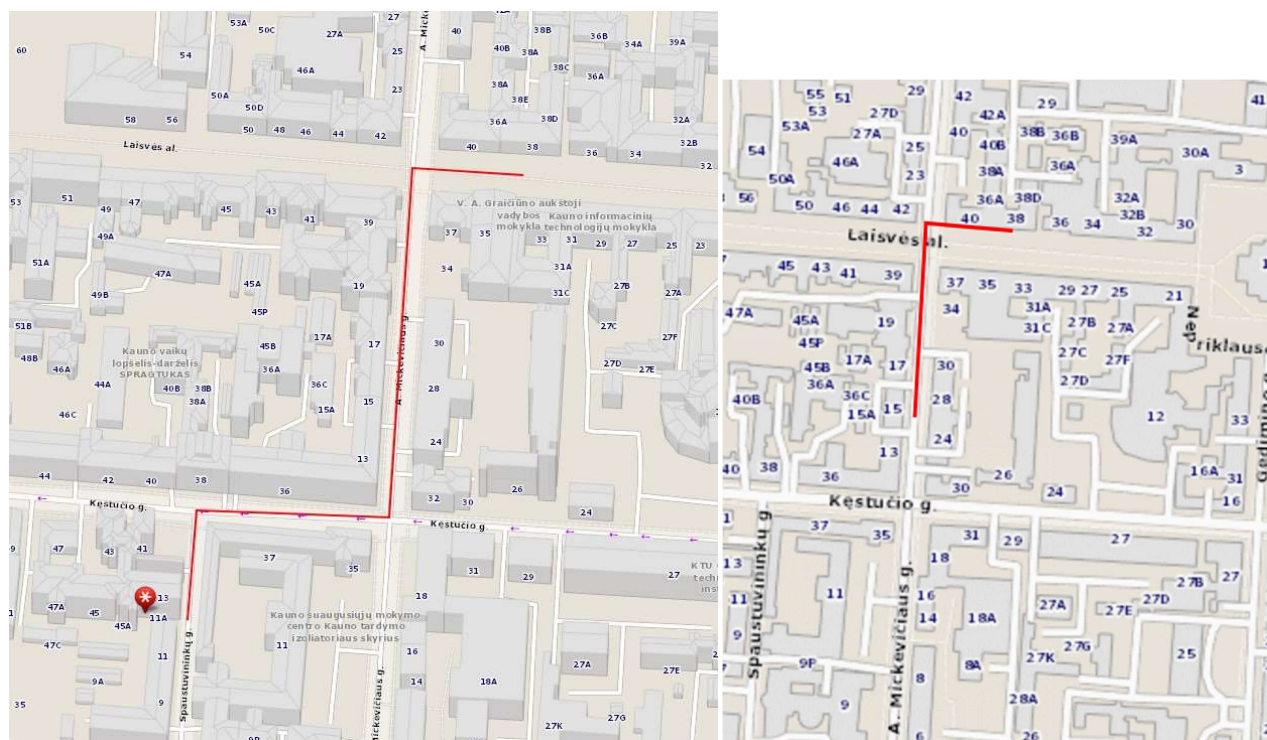 53A
50C
27A
27
60
54
46A
25
50A
50D
23
58
56
50
48
46
44
42
A. Micke
40
38B
40B
38A
36B
34A
39A
38C
36A
38A
38E
36A
38D
32A
32B
40
38
36
34
32
Laisvės al.
53
51
49
47
45
43
41
39
49A
51A
47A
45A
49B
45P
19
51B
48B
46A
17A
17
45B
36A
36C
15A
15
Kauno vaikų
lopšelis-darželis
SPRAGTUKAS
44A
40B
38B
38A
46C
13
44
42
40
38
36
V. A. Graičiūno aukštoji
vadybos
mokykla
Kauno informacinių
technologijų mokykla
37
35
33
31
29
27
25
23
34
31A
31C
27B
27A
27C
27F
27D
27E
A. Mickevičiaus g.
30
28
24
32
30
26
24
Kęstučio g.
Kęstučio g.
47
43
41
37
35
31
29
27
47A
45
45A
13
11A
47C
11
9A
9
35
11
18
16
14
18A
27A
27E
27K
27G
Kauno suaugusiųjų mokymo
centro Kauno tardymo
izoliatoriaus skyrius
Spaustuvininkų g.
Mickevičiaus g.
55
51
53
53A
27D
27A
29
54
46A
25
50A
23
56
50
46
44
42
42
42A
40
40B
38A
36A
38D
40
38
29
38B
36B
36A
39A
30A
3
41
32A
32B
36
34
32
30
Laisvės al.
45
43
41
39
47A
45A
45P
19
45B
17A
17
36A
36C
40B
15A
15
13
40
38
36
37
35
33
29
27
25
21
34
31A
31C
27B
27A
27C
27F
27D
30
28
24
12
33
26
30
24
16A
31
16
Nep
riklauso
Gedimino g.
Kęstučio g.
37
35
31
29
27
18
13
11
11
9
16
14
18A
8A
8
9P
9
6
27A
27B
27D
27E
27G
27K
27
25
28A
26
Spaustuvininkų g.
A. Mickevičiaus g.